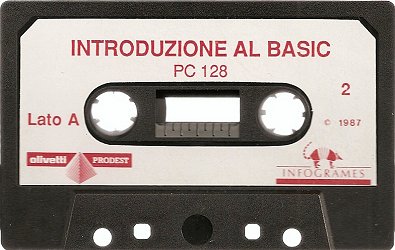 INTRODUZIONE AL BASIC
PC 128
Lato A
2
© 1987
olivetti PRODEST
INFOGRAMES